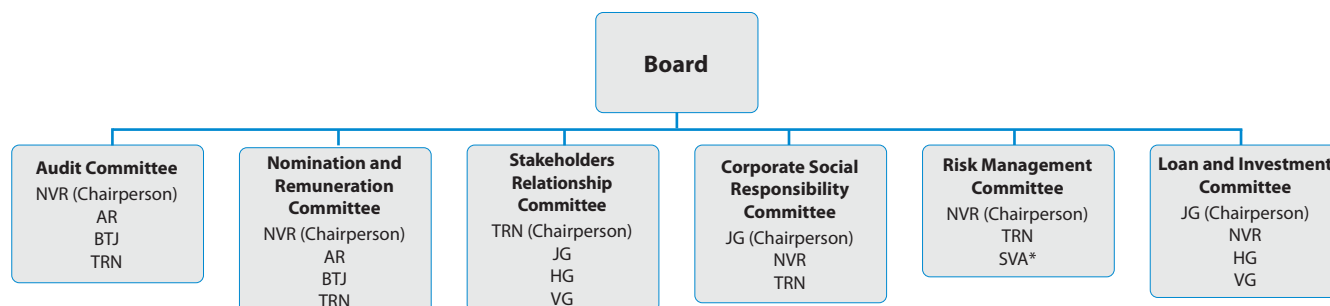 Board
Audit Committee
NVR (Chairperson)
AR
BTJ
TRN
Nomination and
Remuneration
Committee
NVR (Chairperson)
AR
BTJ
TRN
Stakeholders
Relationship
Committee
TRN (Chairperson)
JG
HG
VG
Corporate Social
Responsibility
Committee
JG (Chairperson)
NVR
TRN
Risk Management
Committee
NVR (Chairperson)
TRN
SVA*
Loan and Investment
Committee
JG (Chairperson)
NVR
HG
VG